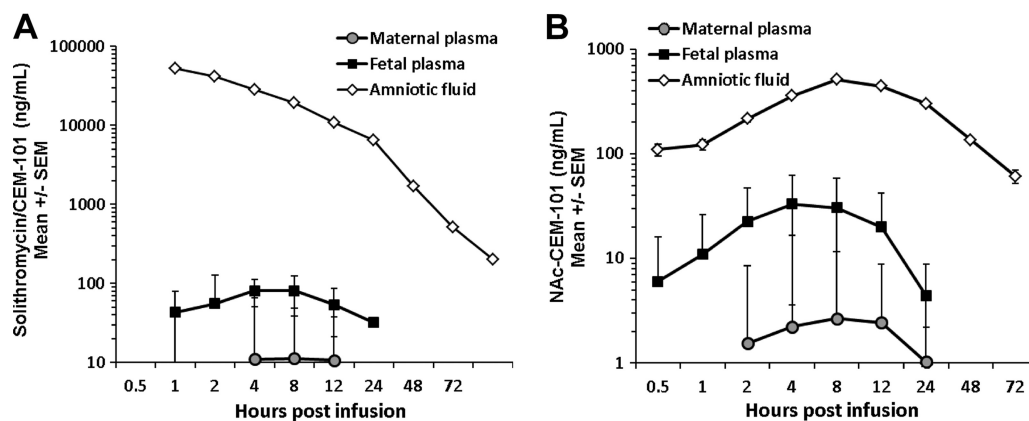 A
Solithromycin/CEM-101 (ng/mL)
Mean +/- SEM
100000
10000
1000
100
10
Maternal plasma
Fetal plasma
Amniotic fluid
0.5 1 2 4 8 12 24 48 72
Hours post infusion
B
NAc-CEM-101 (ng/mL)
Mean +/- SEM
1000
100
10
1
Maternal plasma
Fetal plasma
Amniotic fluid
0.5 1 2 4 8 12 24 48 72
Hours post infusion